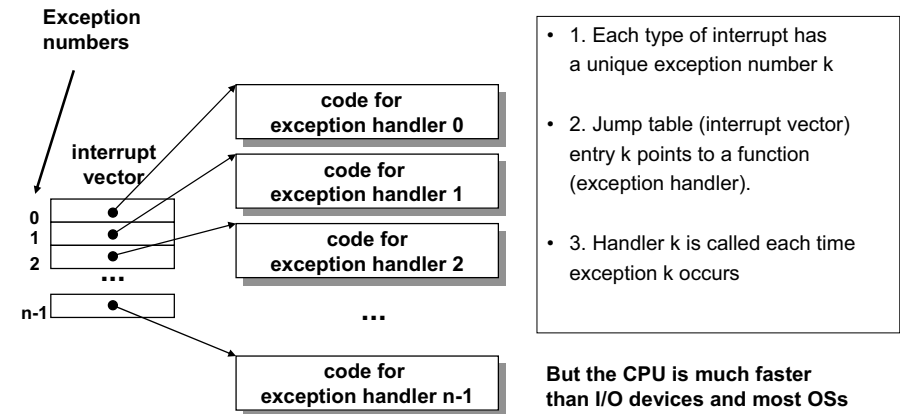 Exception
numbers
interrupt
vector
0
1
2
...
n-1
code for
exception handler 0
code for
exception handler 1
code for
exception handler 2
...
code for
exception handler n-1
• 1. Each type of interrupt has
a unique exception number k
• 2. Jump table (interrupt vector)
entry k points to a function
(exception handler).
• 3. Handler k is called each time
exception k occurs
But the CPU is much faster
than I/O devices and most OSs